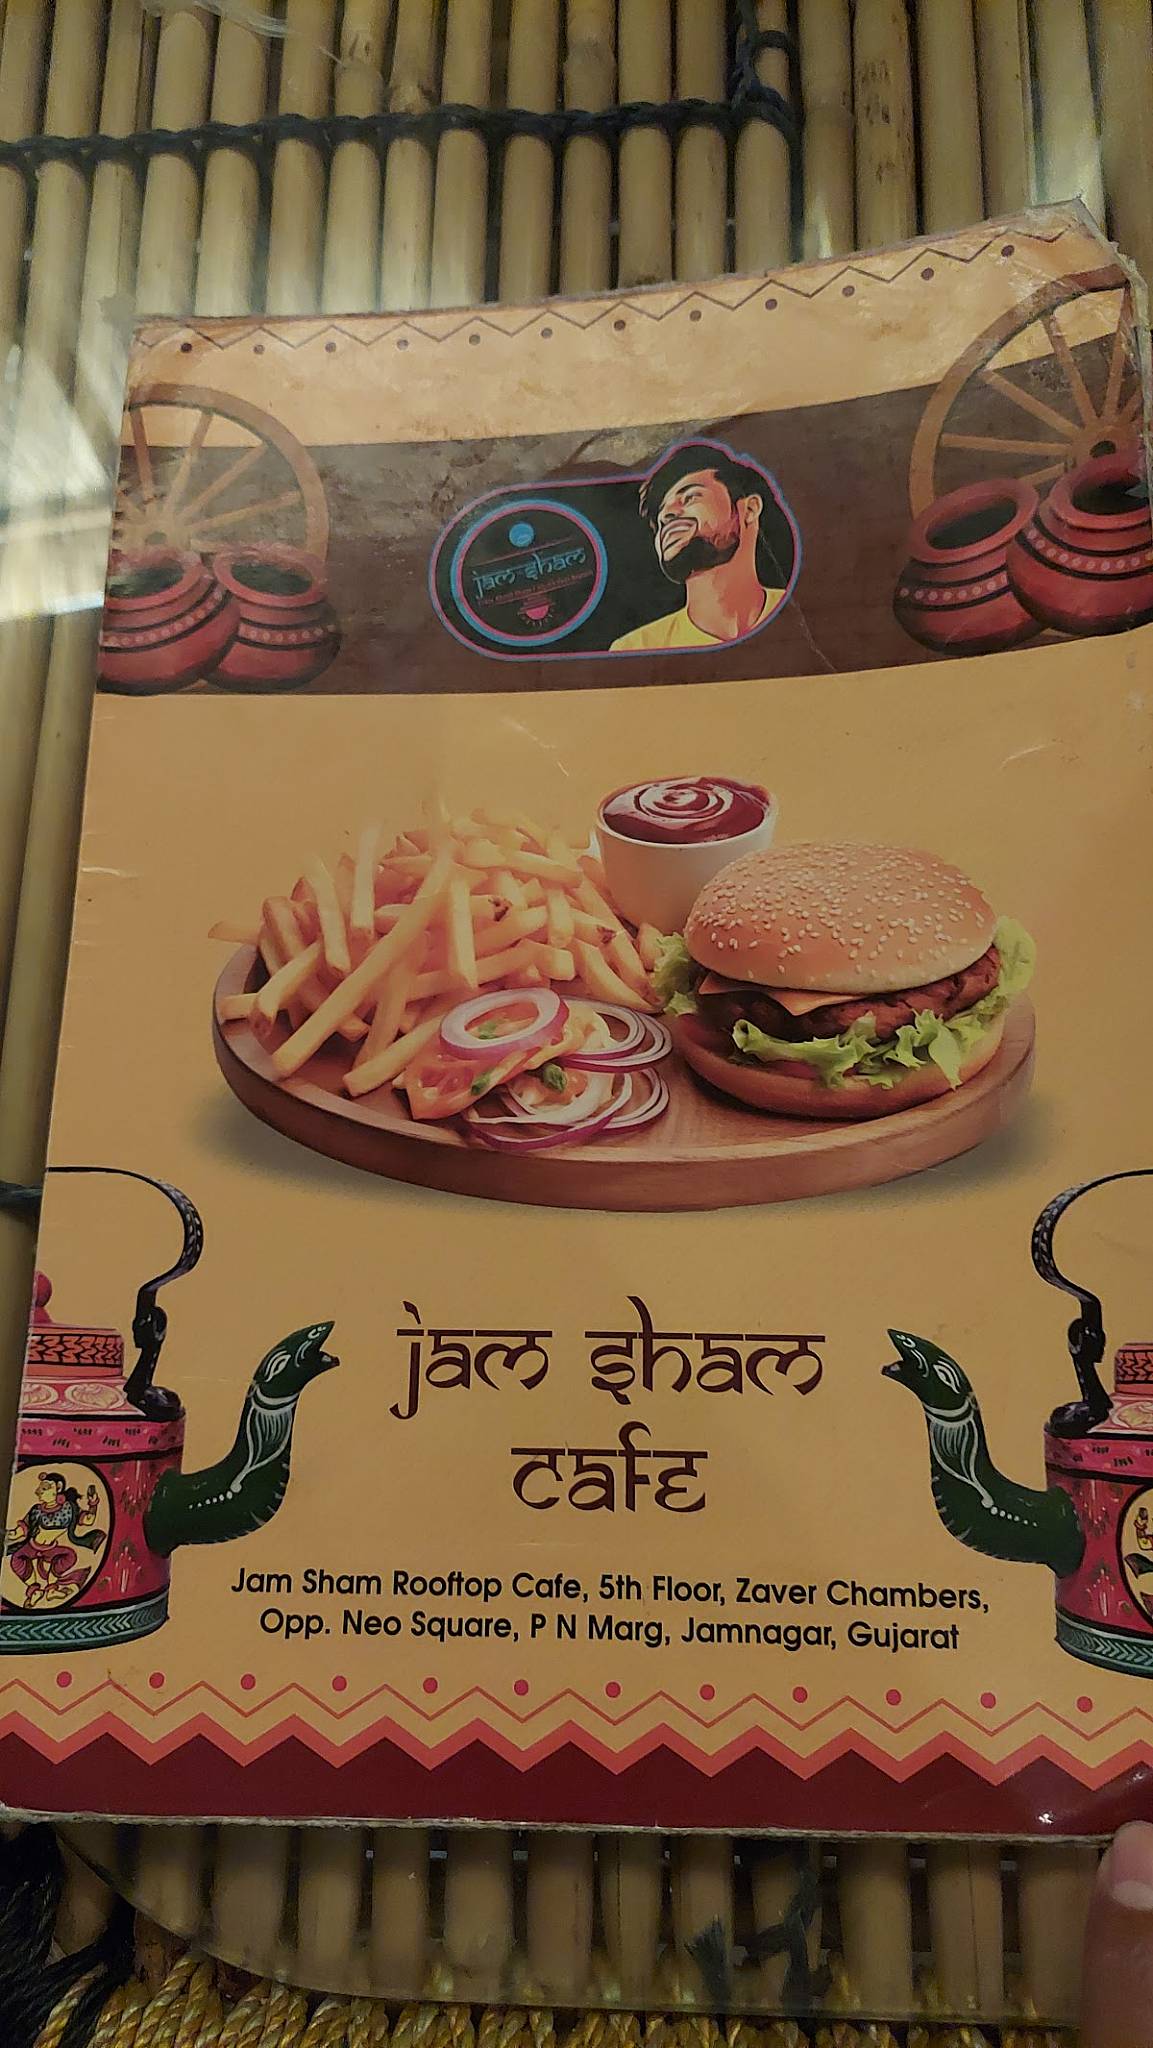 jam-sham
jam sham
cafe
Jam Sham Rooftop Cafe, 5th Floor, Zaver Chambers,
Opp. Neo Square, P N Marg, Jamnagar, Gujarat